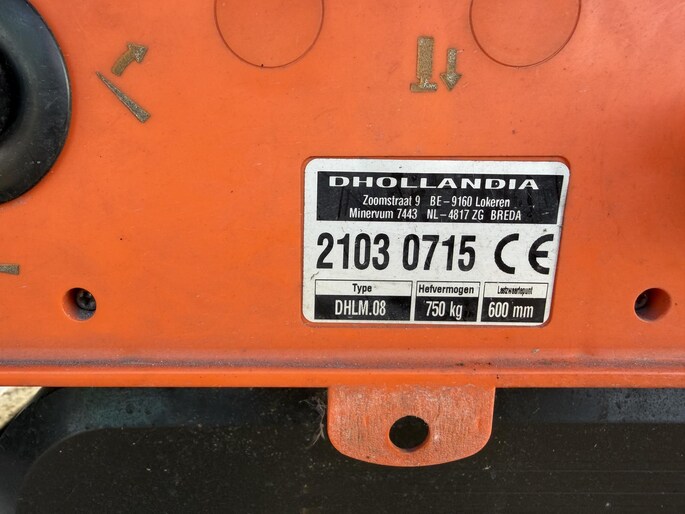 DHOLLANDIA
Zoomstraat 9 BE-9160 Lokeren
Minervum 7443 NL-4817 ZG BREDA
2103 0715 CE
Type Hefvermogen Lastzwaartepunt
DHLM.08 750 kg 600 mm